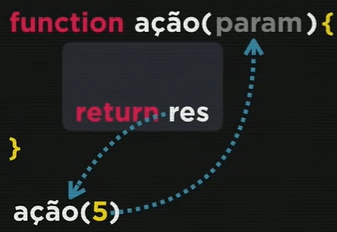 function ação(param){
return res
}
ação(5)